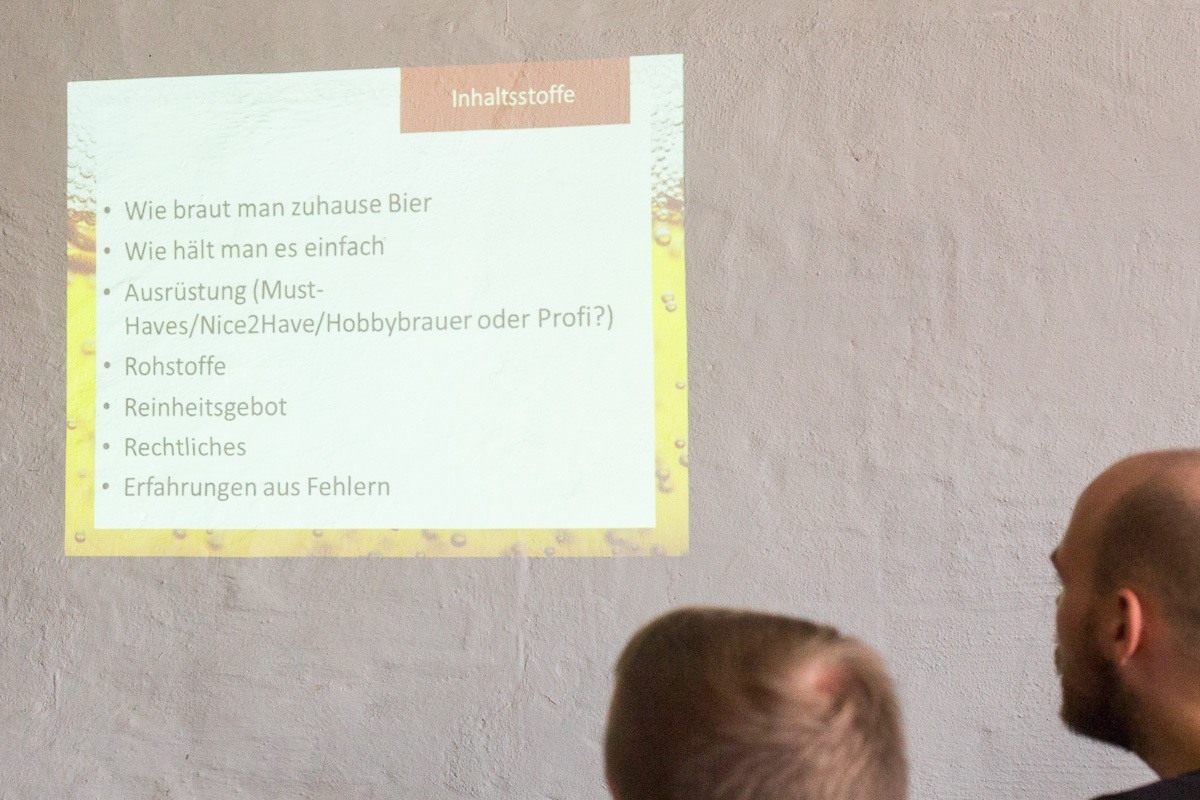 Inhaltsstoffe
• Wie braut man zuhause Bier
• Wie hält man es einfach
• Ausrüstung (Must-
Haves/Nice2Have/Hobbybrauer oder Profi?)
• Rohstoffe
• Reinheitsgebot
• Rechtliches
• Erfahrungen aus Fehlern